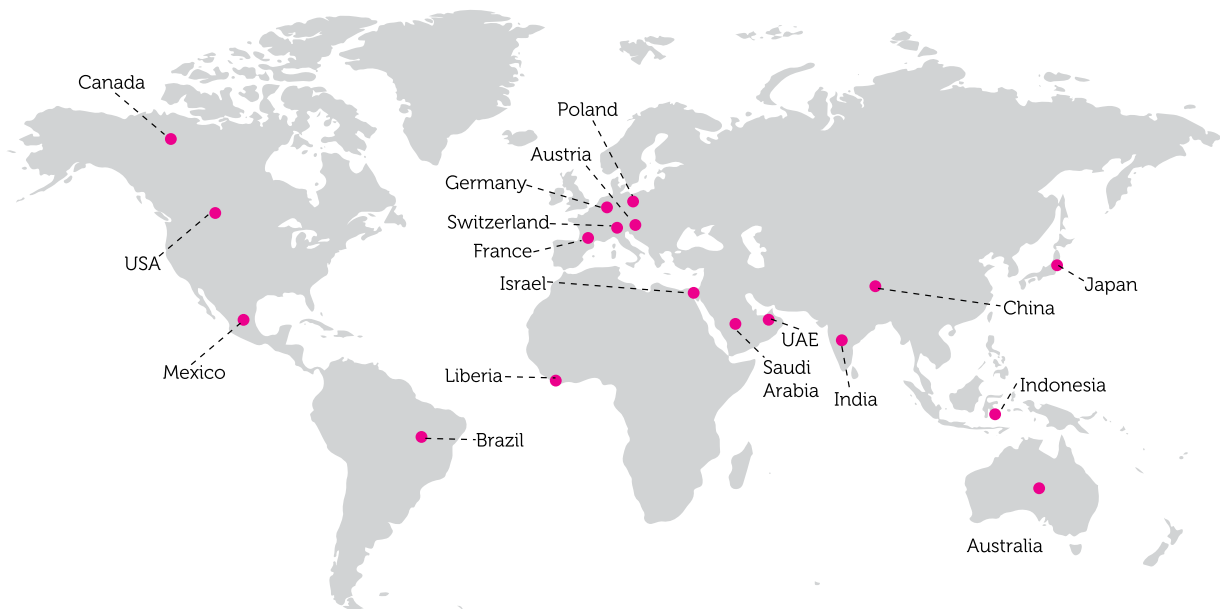 Canada
Poland
Austria
Germany
Switzerland
France
USA
Israel
Japan
China
UAE
Mexico
Liberia
Saudi
Arabia
Indonesia
India
Brazil
Australia